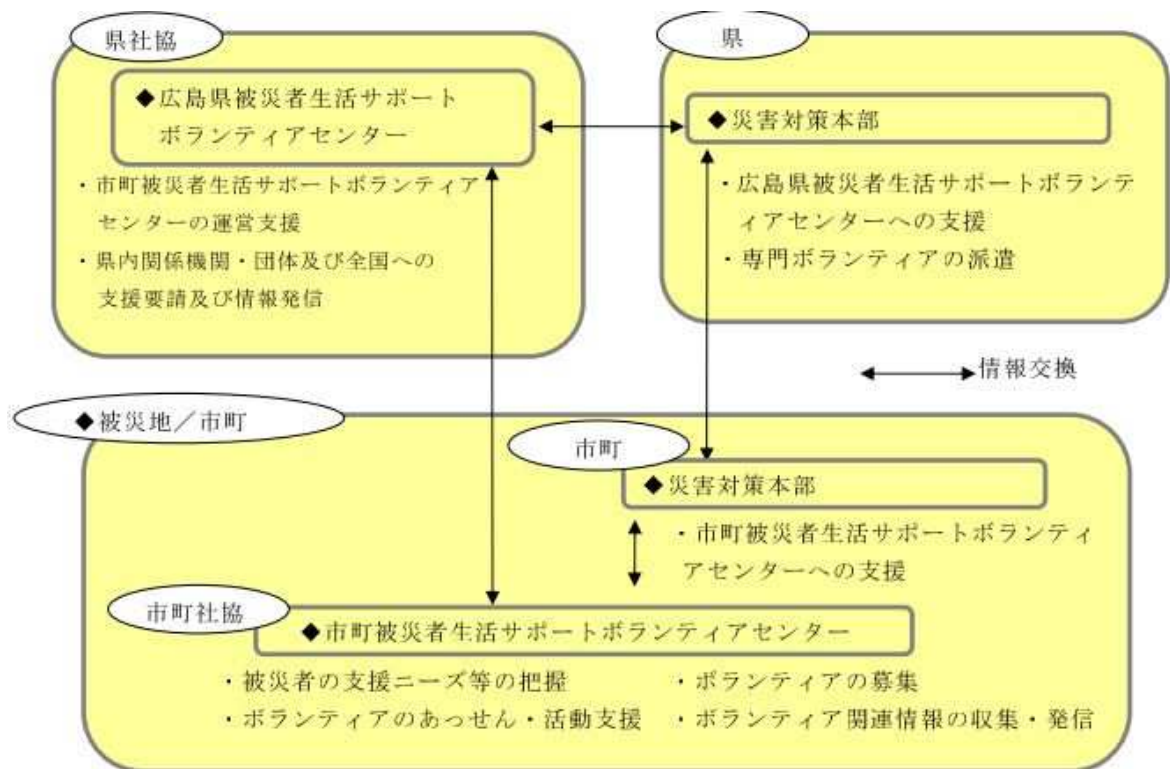 県社協
◆広島県被災者生活サポート
ボランティアセンター
・市町被災者生活サポートボランティア
センターの運営支援
・県内関係機関・団体及び全国への
支援要請及び情報発信
県
◆災害対策本部
・広島県被災者生活サポートボランテ
ィアセンターへの支援
・専門ボランティアの派遣
情報交換
◆被災地／市町
市町
◆災害対策本部
・市町被災者生活サポートボランティ
アセンターへの支援
市町社協
◆市町被災者生活サポートボランティアセンター
・被災者の支援ニーズ等の把握
・ボランティアの募集
・ボランティアのあっせん・活動支援
・ボランティア関連情報の収集・発信